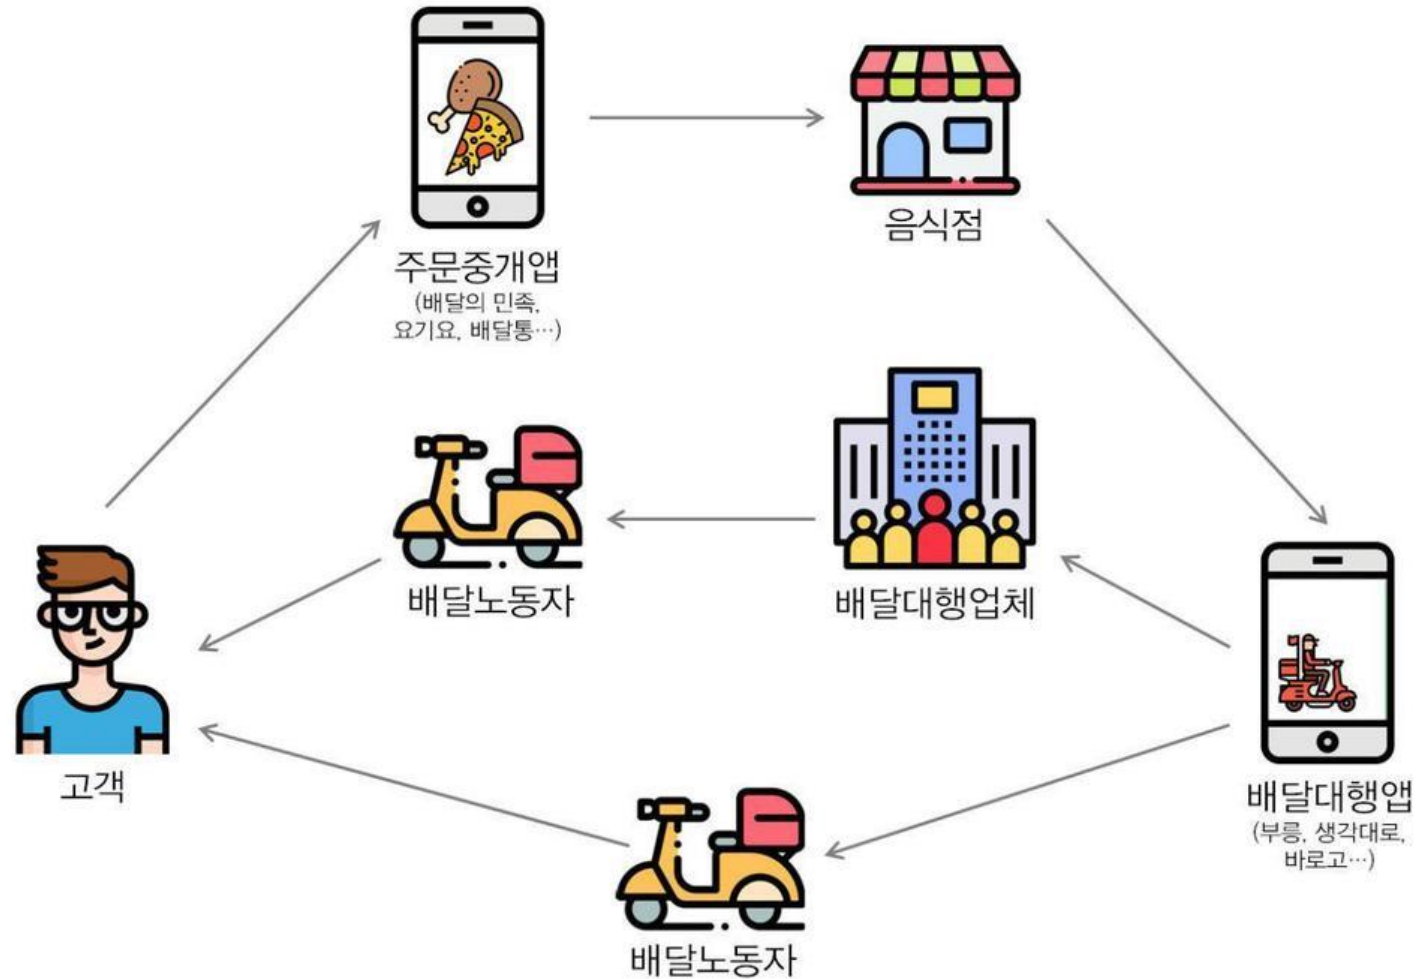 주문중개앱
(배달의 민족,
요기요, 배달통…)
음식점
배달노동자
배달대행업체
고객
배달대행앱
(부릉, 생각대로,
바로고…)
배달노동자